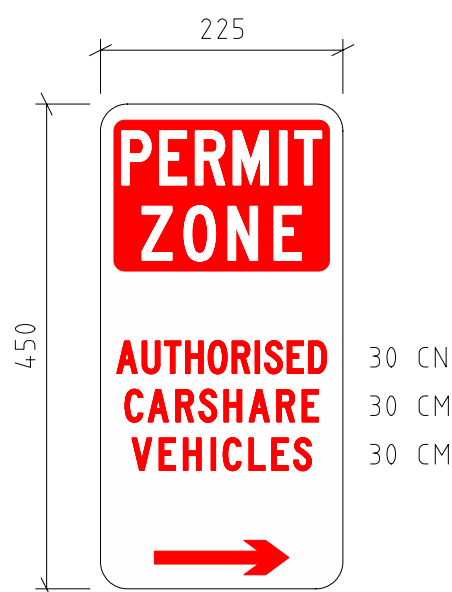 225
PERMIT
ZONE
450
AUTHORISED 30 CN
CARSHARE 30 CM
VEHICLES 30 CM